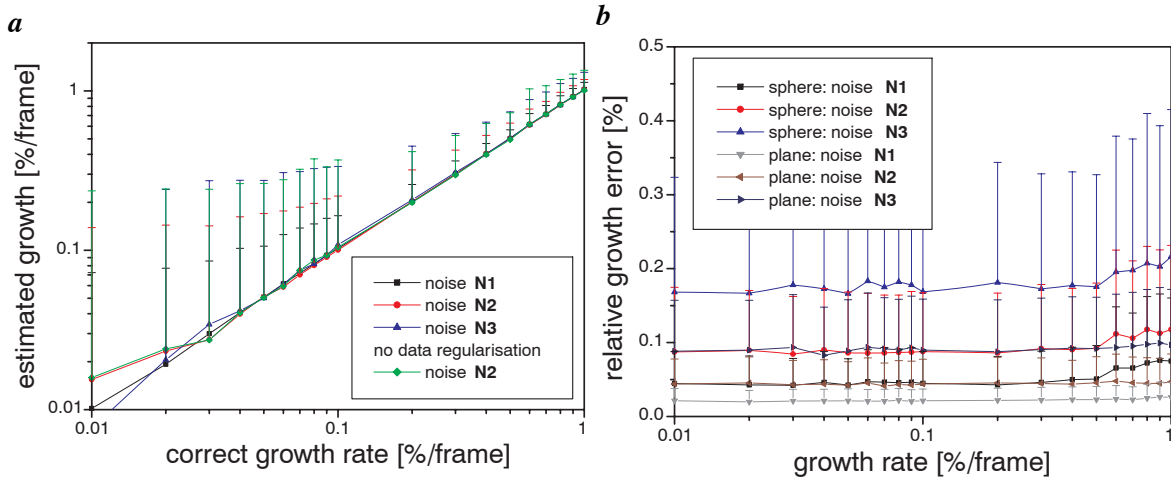 a
estimated growth [%/frame]
1
0.1
0.01
0.01
0.1
1
correct growth rate [%/frame]
noise N1
noise N2
noise N3
no data regularisation
noise N2
b
relative growth error [%]
0.5
0.4
0.3
0.2
0.1
0.0
0.01
0.1
1
growth rate [%/frame]
sphere: noise N1
sphere: noise N2
sphere: noise N3
plane: noise N1
plane: noise N2
plane: noise N3